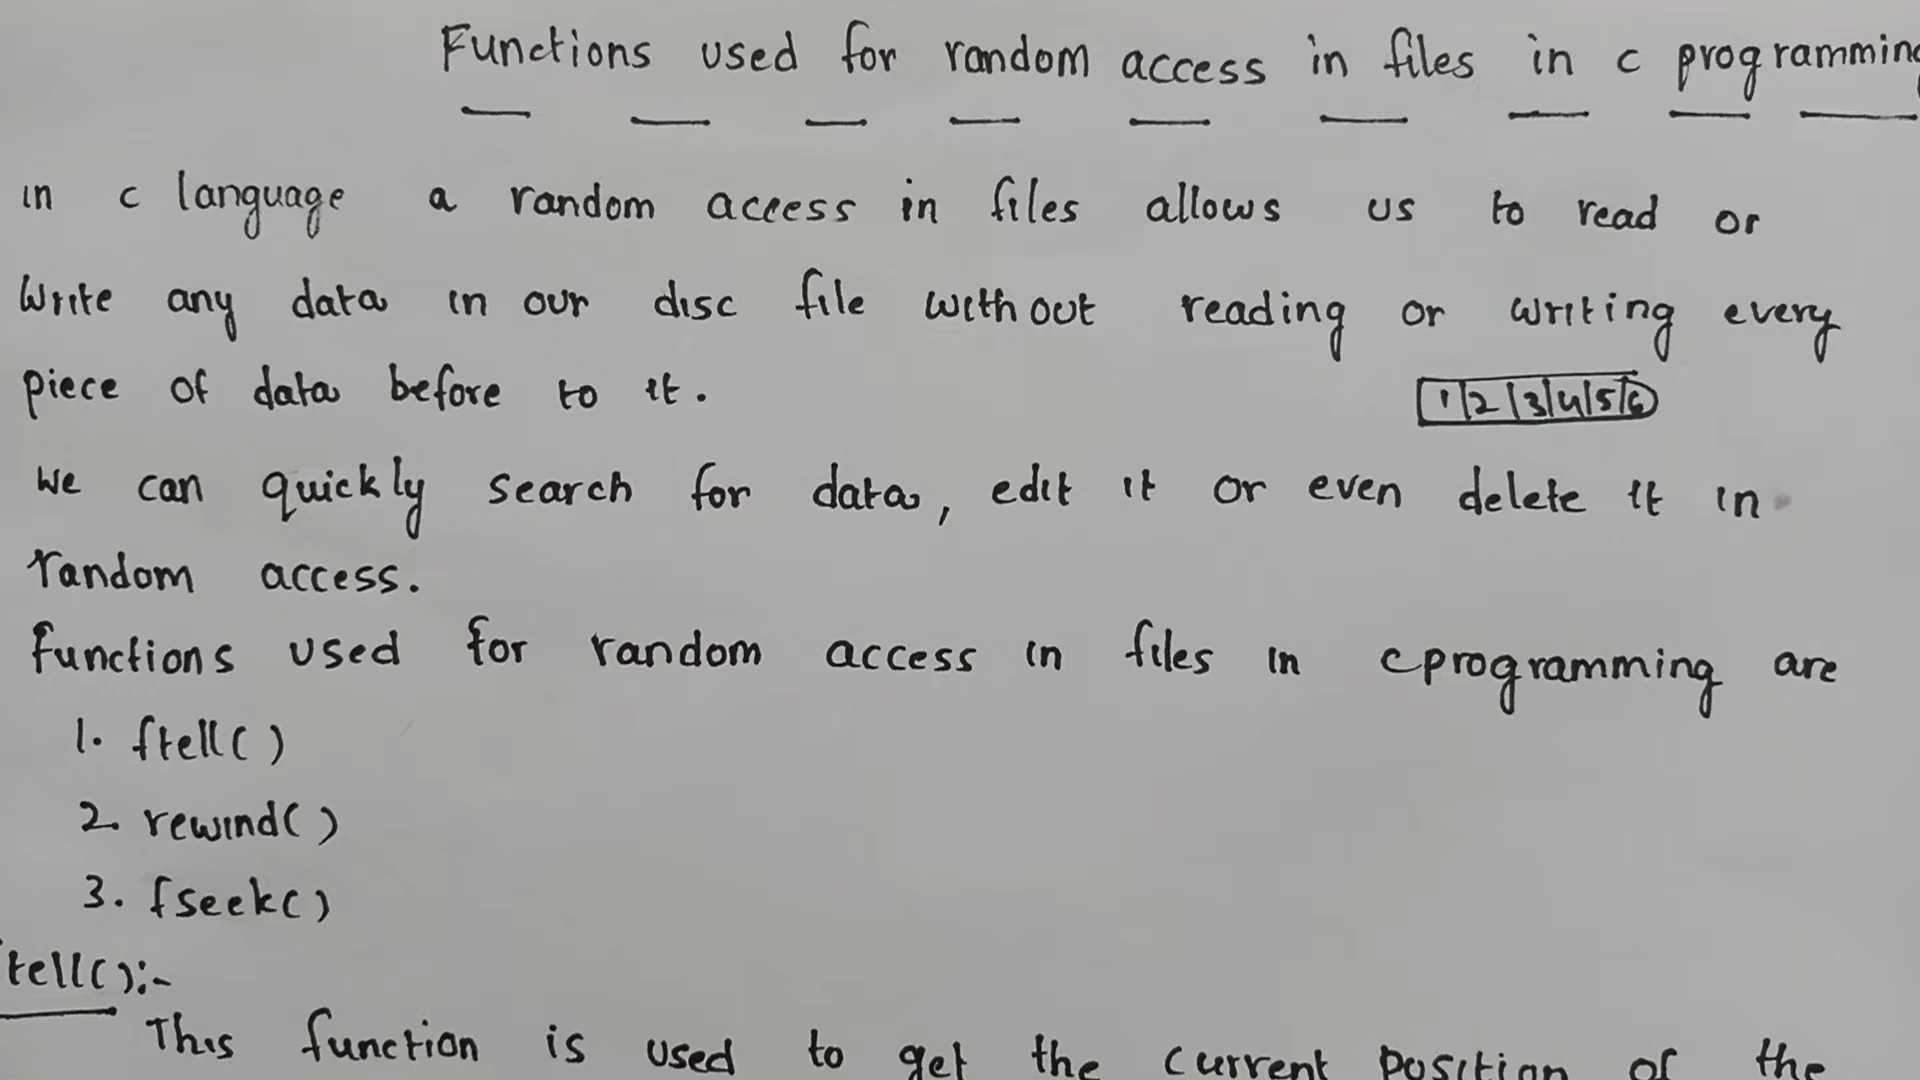 Functions used for random access in files in c programming
in c language a random access in files allows us to read or
write any data in our disc file without reading or writing every
piece of data before to it.
1 2 3 4 5 6
We can quickly search for data, edit it or even delete it in
random access.
functions used for random access in files in cprogramming are
1. ftell()
2. rewind()
3. fseek()
tell():-
This function is used to get the current position of the